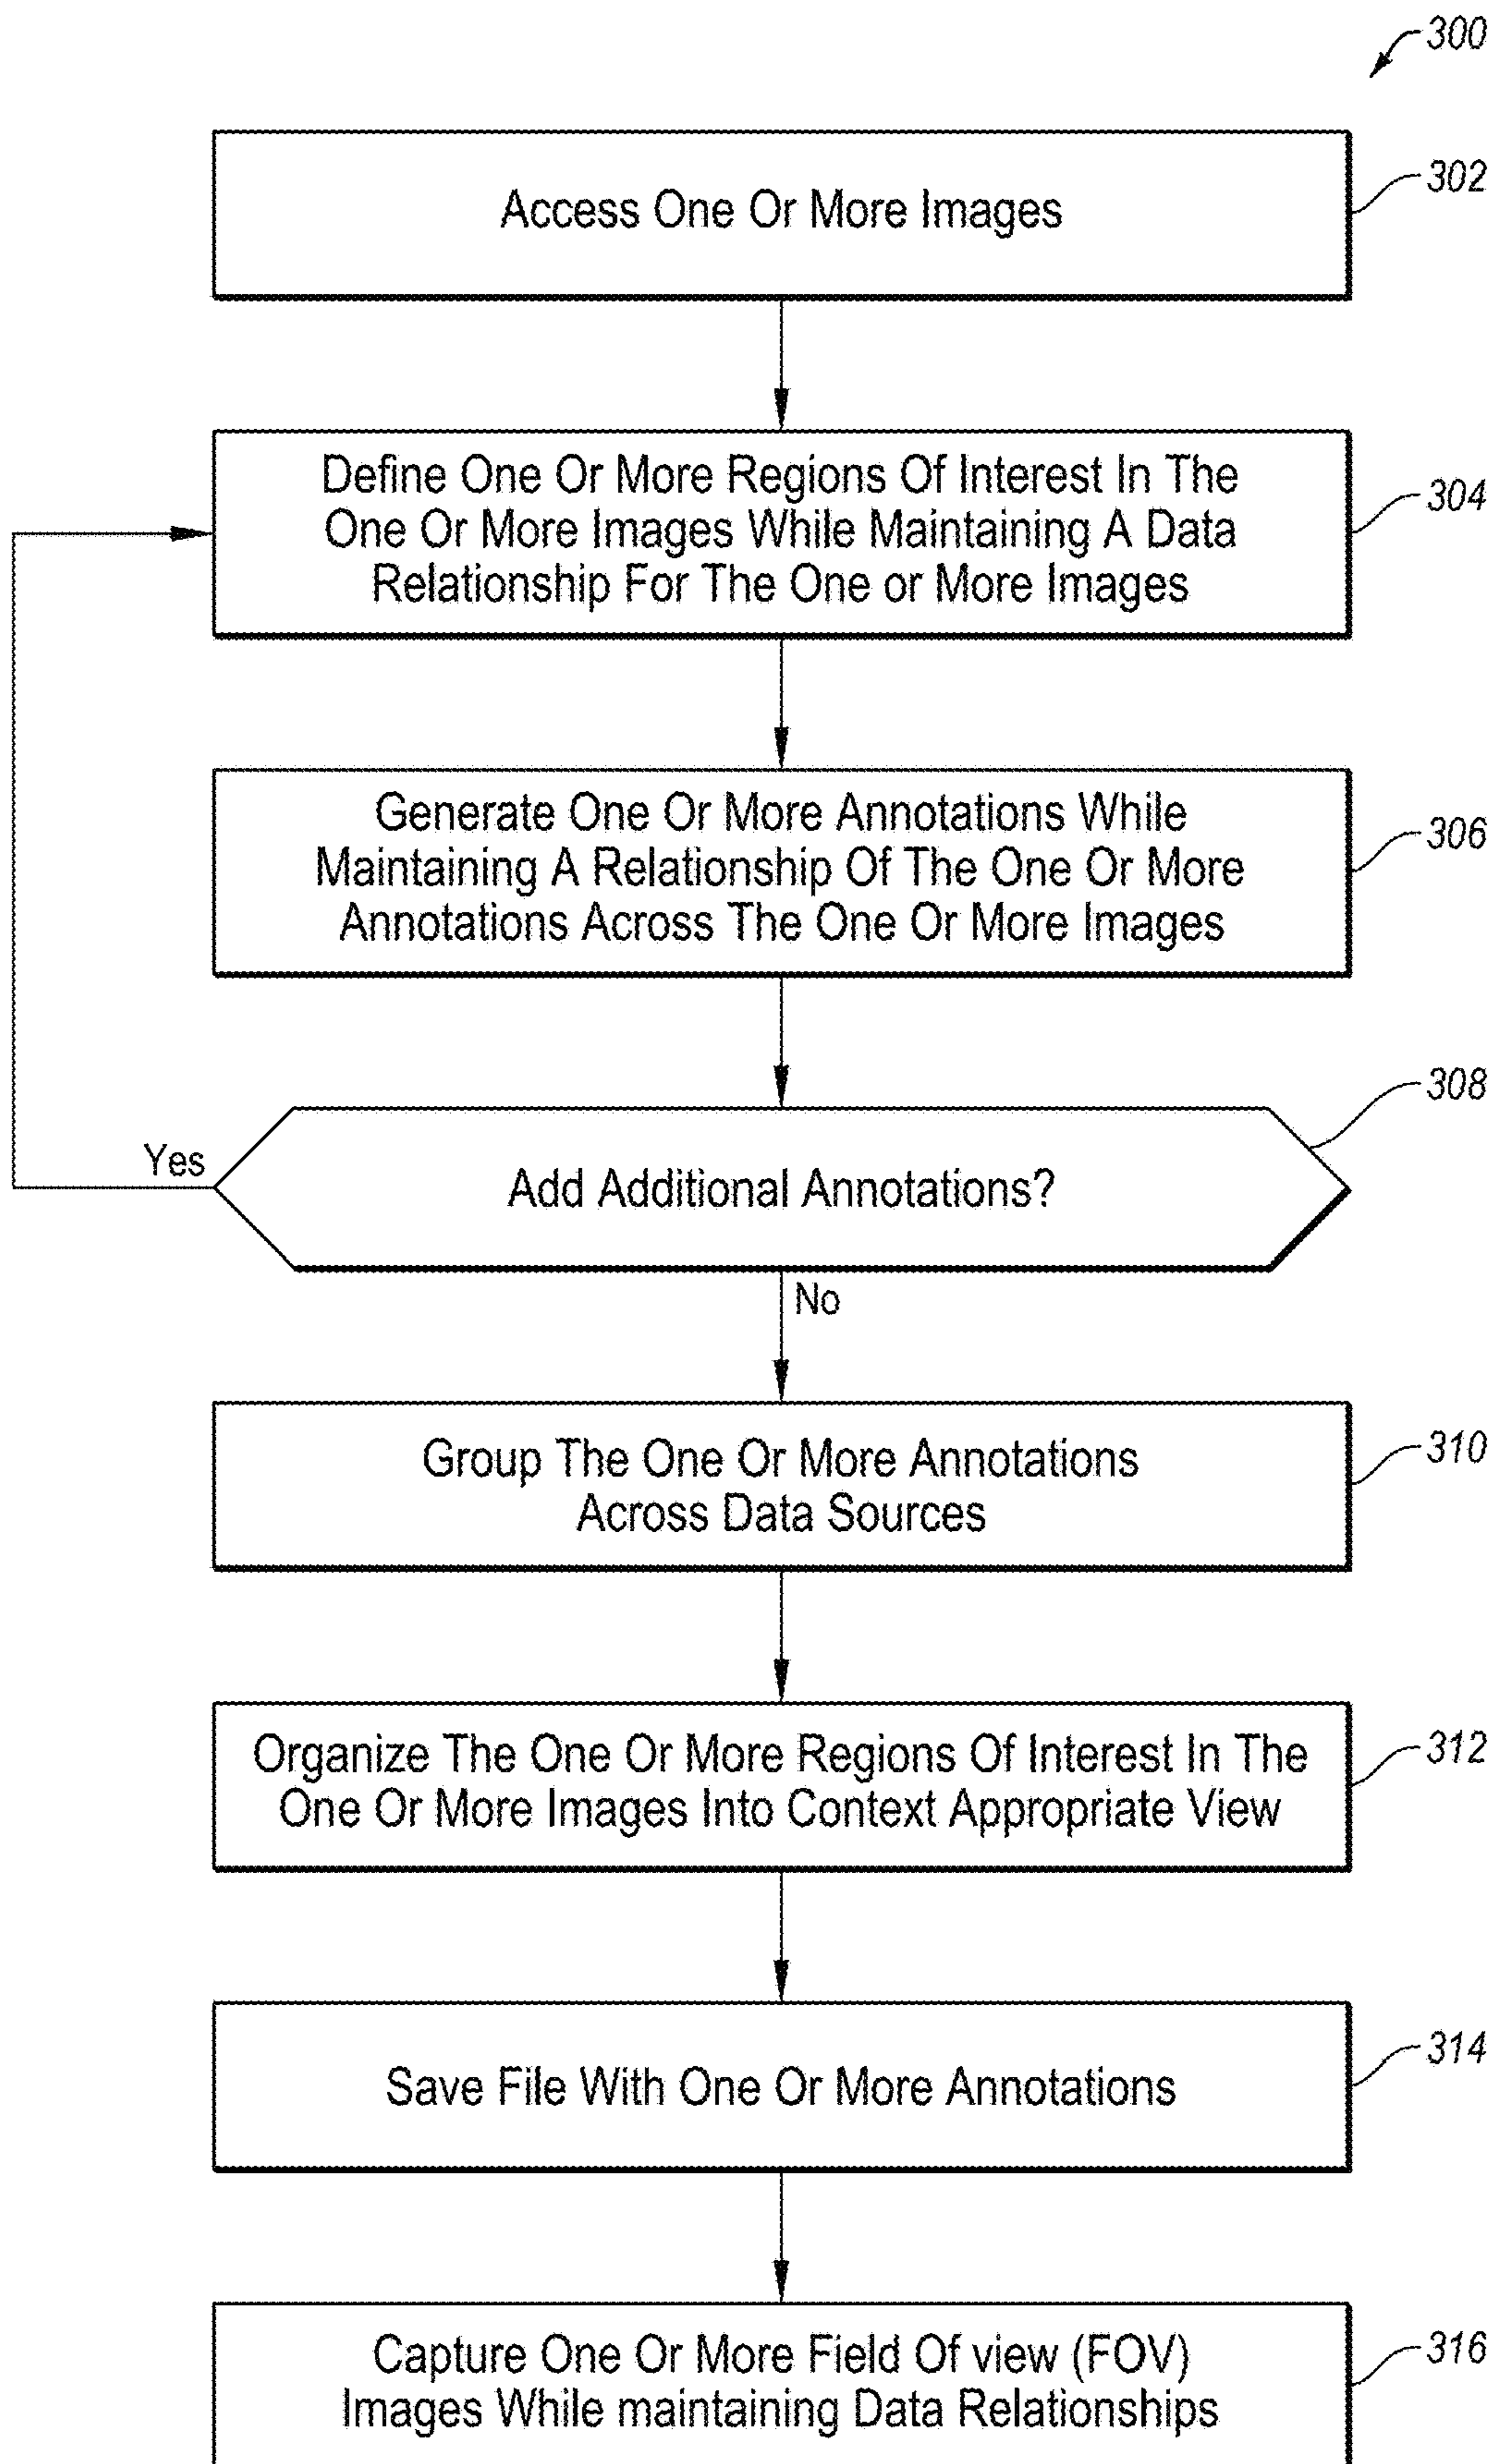 300
Access One Or More Images
302
Define One Or More Regions Of Interest In The
One Or More Images While Maintaining A Data
Relationship For The One or More Images
304
Generate One Or More Annotations While
Maintaining A Relationship Of The One Or More
Annotations Across The One Or More Images
306
308
Yes
Add Additional Annotations?
No
Group The One Or More Annotations
Across Data Sources
310
Organize The One Or More Regions Of Interest In The
One Or More Images Into Context Appropriate View
312
Save File With One Or More Annotations
314
Capture One Or More Field Of view (FOV)
Images While maintaining Data Relationships
316